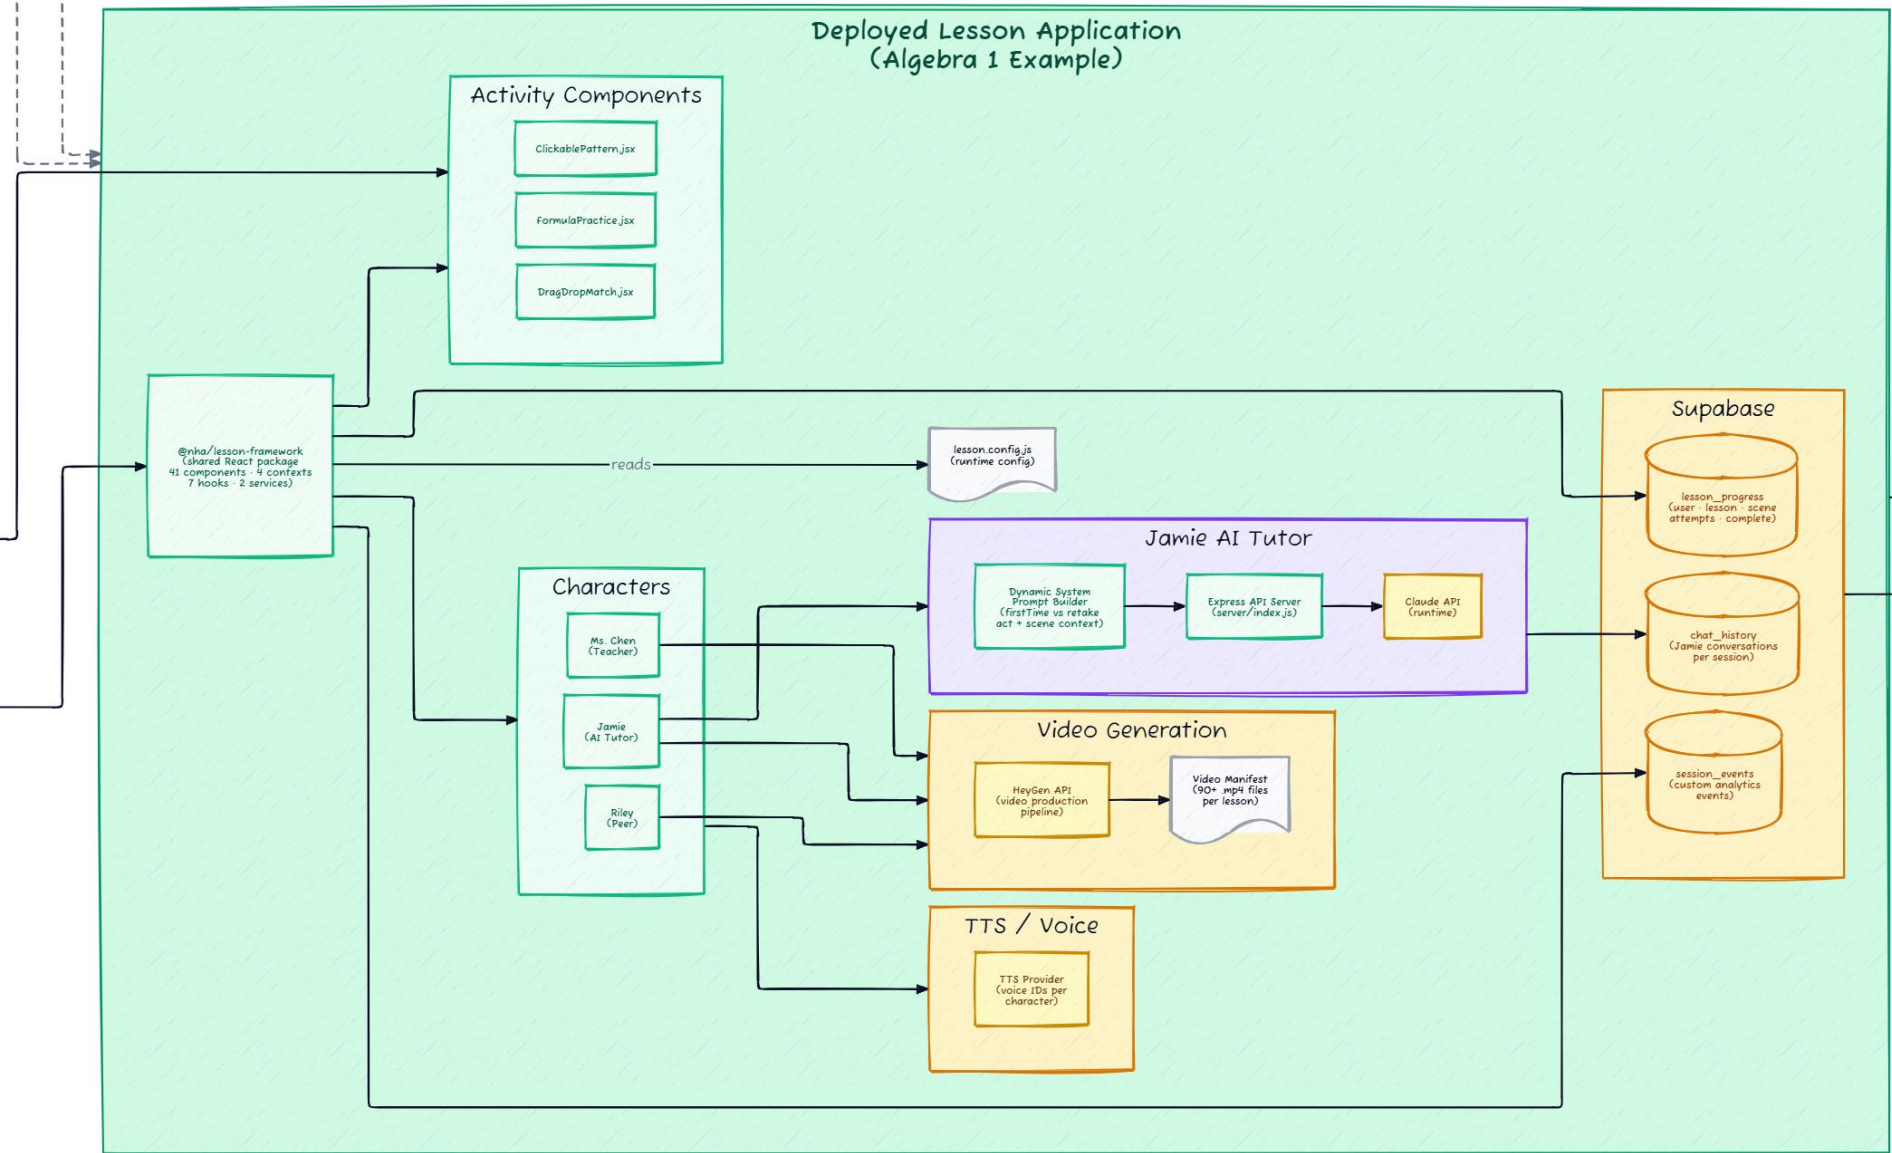 Deployed Lesson Application
(Algebra 1 Example)
Activity Components
ClickablePattern.jsx
FormulaPractice.jsx
DragDropMatch.jsx
@nha/lesson-framework
(shared React package
41 components · 4 contexts
7 hooks · 2 services)
reads
lesson.config.js
(runtime config)
Supabase
lesson_progress
(user · lesson · scene
attempts · complete)
chat_history
(Jamie conversations
per session)
session_events
(custom analytics
events)
Jamie AI Tutor
Dynamic System
Prompt Builder
(firstTime vs retake
act + scene context)
Express API Server
(server/index.js)
Claude API
(runtime)
Characters
Ms. Chen
(Teacher)
Jamie
(AI Tutor)
Riley
(Peer)
Video Generation
HeyGen API
(video production
pipeline)
Video Manifest
(90+ .mp4 files
per lesson)
TTS / Voice
TTS Provider
(voice IDs per
character)